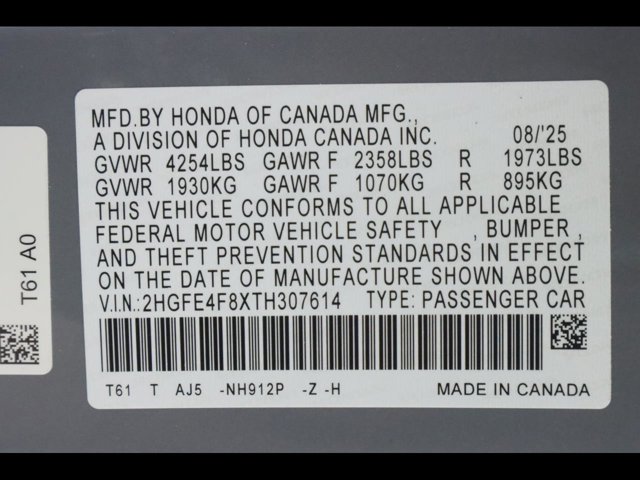 MFD.BY HONDA OF CANADA MFG.,
A DIVISION OF HONDA CANADA INC. 08/'25
GVWR 4254LBS GAWR F 2358LBS R 1973LBS
GVWR 1930KG GAWR F 1070KG R 895KG
THIS VEHICLE CONFORMS TO ALL APPLICABLE
FEDERAL MOTOR VEHICLE SAFETY , BUMPER ,
AND THEFT PREVENTION STANDARDS IN EFFECT
ON THE DATE OF MANUFACTURE SHOWN ABOVE.
V.I.N.:2HGFE4F8XTH307614 TYPE: PASSENGER CAR
T61 T AJ5 -NH912P -Z -H MADE IN CANADA
T61 A0